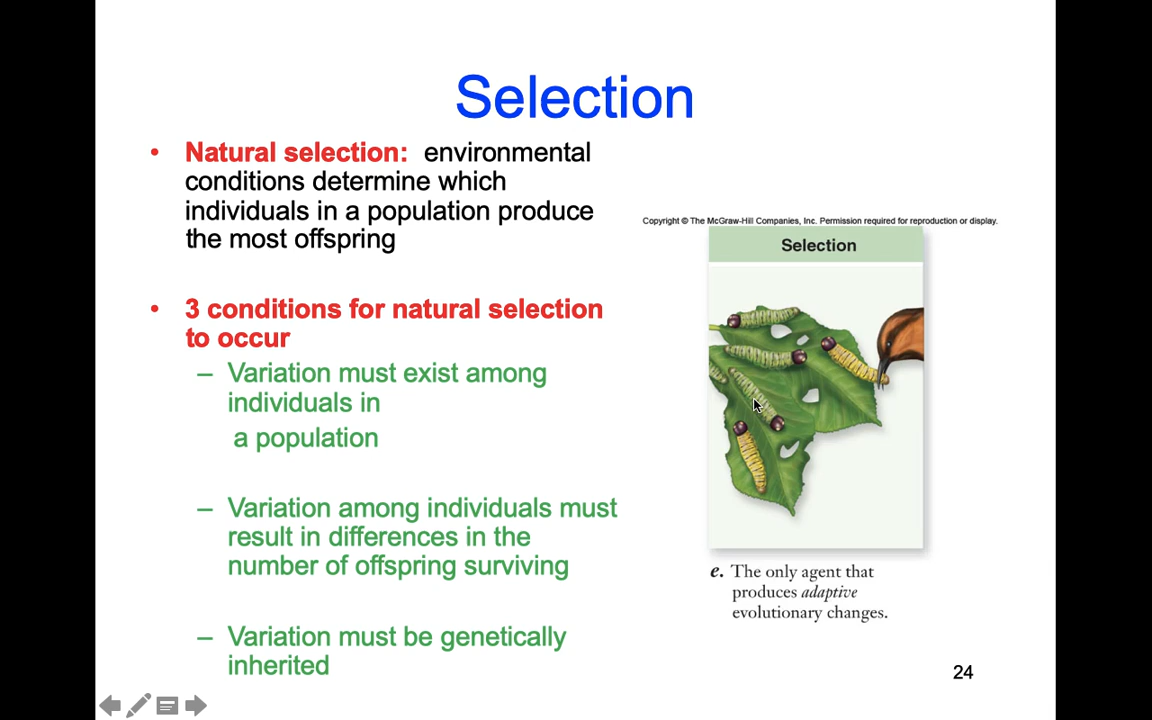 Selection
• Natural selection: environmental
conditions determine which
individuals in a population produce
the most offspring
• 3 conditions for natural selection
to occur
– Variation must exist among
individuals in
a population
– Variation among individuals must
result in differences in the
number of offspring surviving
– Variation must be genetically
inherited
Copyright © The McGraw-Hill Companies, Inc. Permission required for reproduction or display.
Selection
e. The only agent that
produces adaptive
evolutionary changes.
24